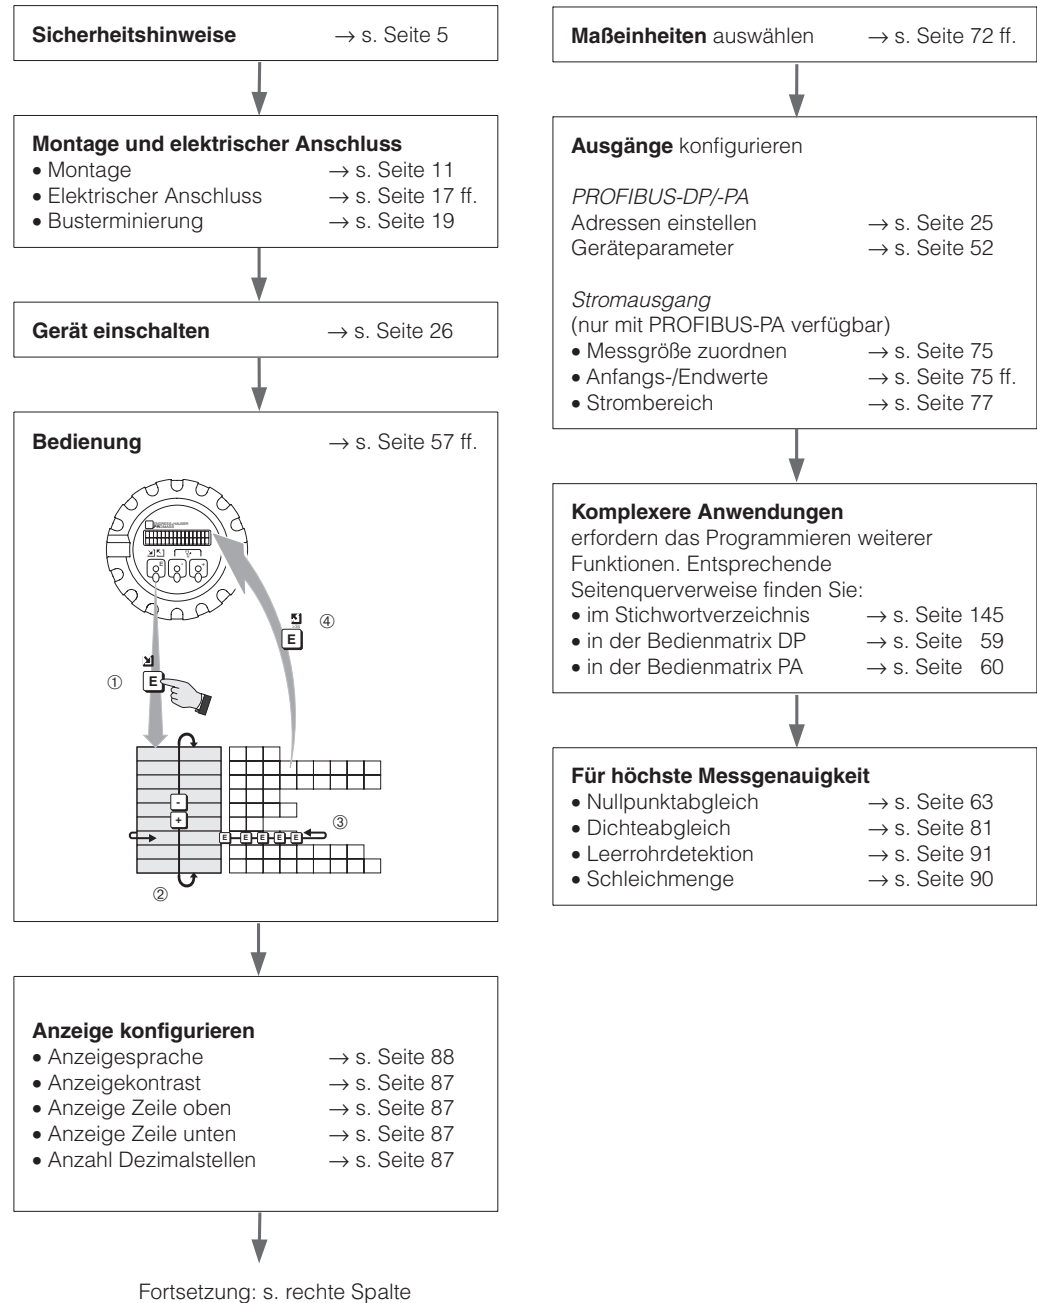 Sicherheitshinweise → s. Seite 5
Montage und elektrischer Anschluss
• Montage → s. Seite 11
• Elektrischer Anschluss → s. Seite 17 ff.
• Busterminierung → s. Seite 19
Gerät einschalten → s. Seite 26
Bedienung → s. Seite 57 ff.
E - +
④
E
①
E
-
+
③
E E E E E
②
Anzeige konfigurieren
• Anzeigesprache → s. Seite 88
• Anzeigekontrast → s. Seite 87
• Anzeige Zeile oben → s. Seite 87
• Anzeige Zeile unten → s. Seite 87
• Anzahl Dezimalstellen → s. Seite 87
Fortsetzung: s. rechte Spalte
Maßeinheiten auswählen → s. Seite 72 ff.
Ausgänge konfigurieren
PROFIBUS-DP/-PA
Adressen einstellen → s. Seite 25
Geräteparameter → s. Seite 52
Stromausgang
(nur mit PROFIBUS-PA verfügbar)
• Messgröße zuordnen → s. Seite 75
• Anfangs-/Endwerte → s. Seite 75 ff.
• Strombereich → s. Seite 77
Komplexere Anwendungen
erfordern das Programmieren weiterer
Funktionen. Entsprechende
Seitenquerverweise finden Sie:
• im Stichwortverzeichnis → s. Seite 145
• in der Bedienmatrix DP → s. Seite 59
• in der Bedienmatrix PA → s. Seite 60
Für höchste Messgenauigkeit
• Nullpunktabgleich → s. Seite 63
• Dichteabgleich → s. Seite 81
• Leerrohrdetektion → s. Seite 91
• Schleichmenge → s. Seite 90